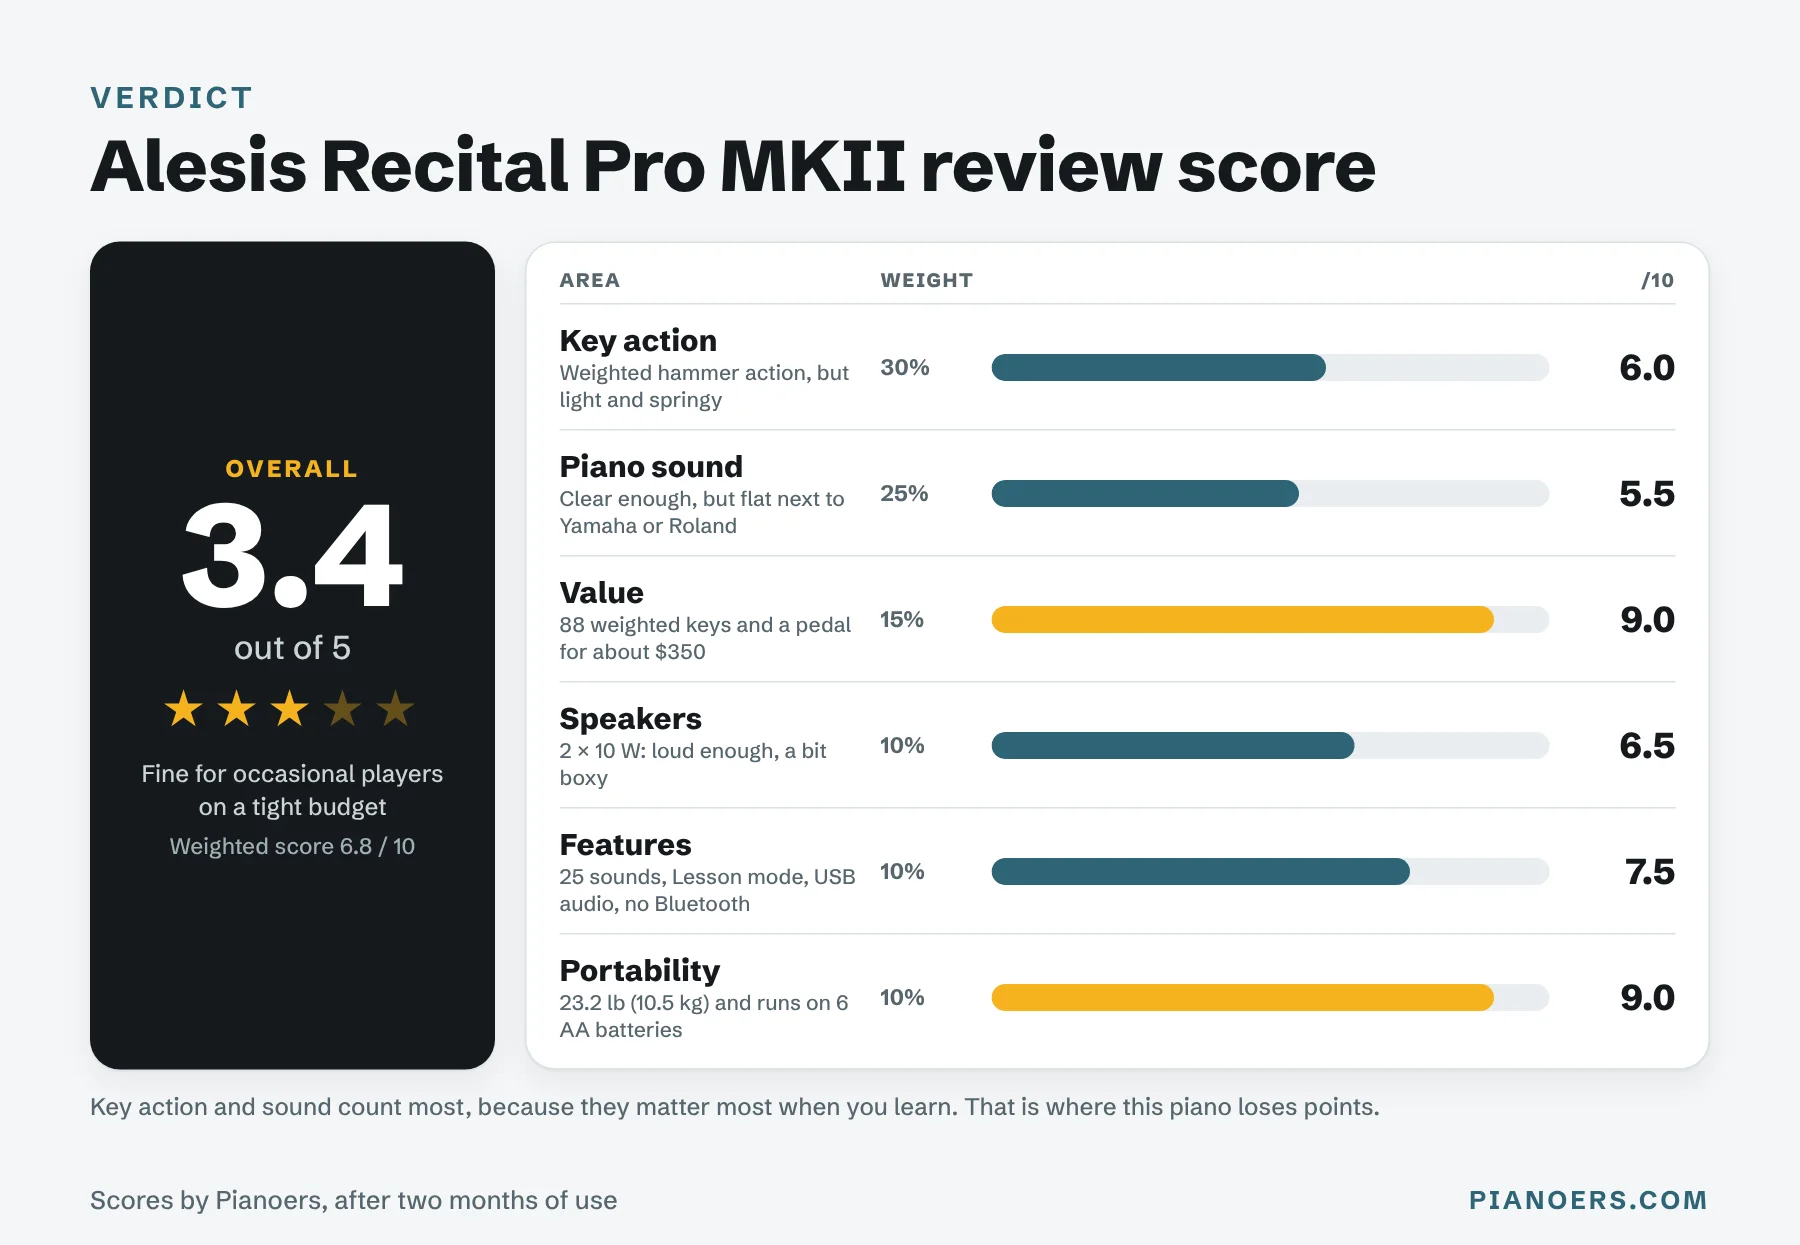 VERDICT
Alesis Recital Pro MKII review score
OVERALL
3.4
out of 5
Fine for occasional players
on a tight budget
Weighted score 6.8 / 10
AREA WEIGHT /10
Key action
Weighted hammer action, but
light and springy
30% 6.0
Piano sound
Clear enough, but flat next to
Yamaha or Roland
25% 5.5
Value
88 weighted keys and a pedal
for about $350
15% 9.0
Speakers
2 × 10 W: loud enough, a bit
boxy
10% 6.5
Features
25 sounds, Lesson mode, USB
audio, no Bluetooth
10% 7.5
Portability
23.2 lb (10.5 kg) and runs on 6
AA batteries
10% 9.0
Key action and sound count most, because they matter most when you learn. That is where this piano loses points.
Scores by Pianoers, after two months of use
PIANOERS.COM